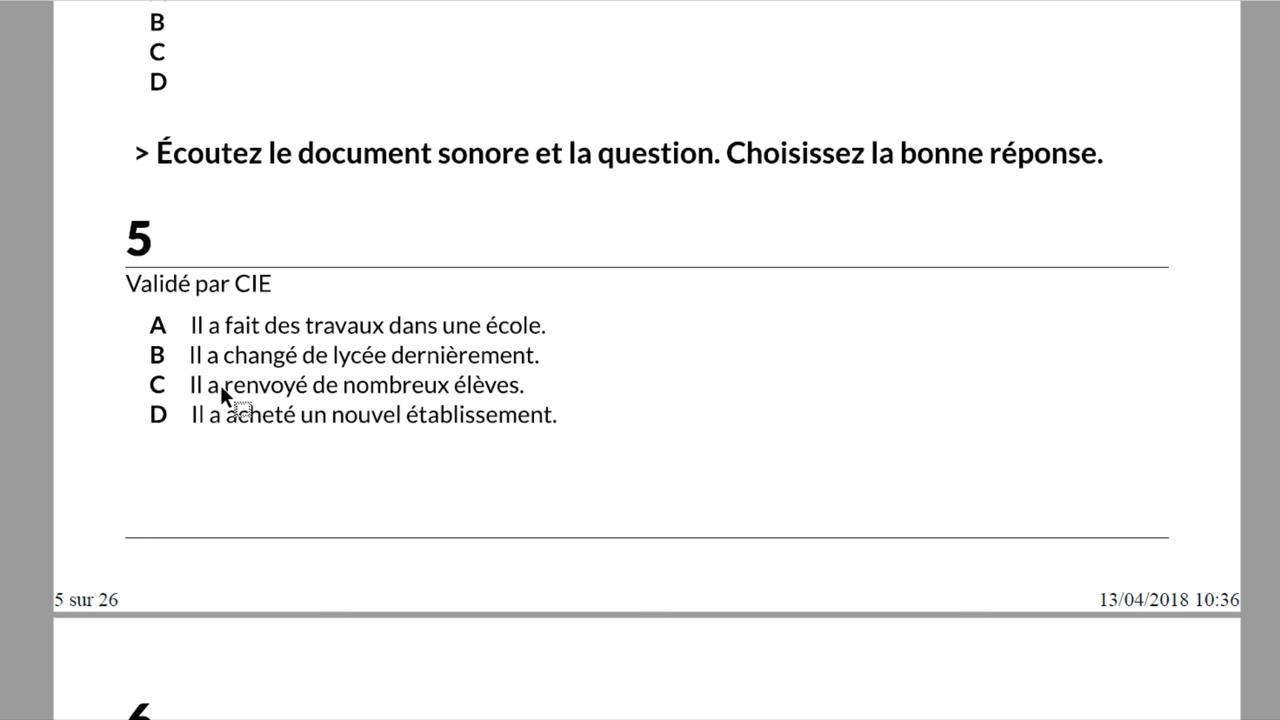 B
C
D
> Écoutez le document sonore et la question. Choisissez la bonne réponse.
5
Validé par CIE
A Il a fait des travaux dans une école.
B Il a changé de lycée dernièrement.
C Il a renvoyé de nombreux élèves.
D Il a acheté un nouvel établissement.
5 sur 26
13/04/2018 10:36
6